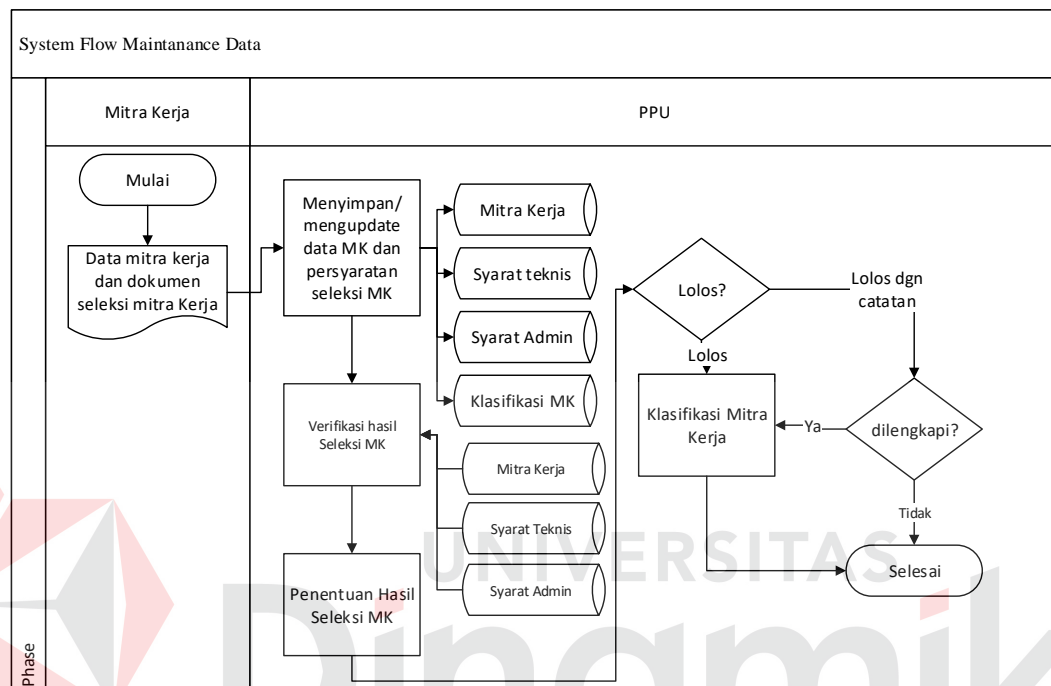 System Flow Maintanance Data
Mitra Kerja
PPU
Mulai
Data mitra kerja
dan dokumen
seleksi mitra Kerja
Menyimpan/
mengupdate
data MK dan
persyaratan
seleksi MK
Mitra Kerja
Syarat teknis
Syarat Admin
Klasifikasi MK
Verifikasi hasil
Seleksi MK
Mitra Kerja
Syarat Teknis
Syarat Admin
Penentuan Hasil
Seleksi MK
Lolos?
Lolos dgn
catatan
Lolos
Klasifikasi Mitra
Kerja
Ya
dilengkapi?
Tidak
Selesai
Phase
UNIVERSITAS
Dinamik